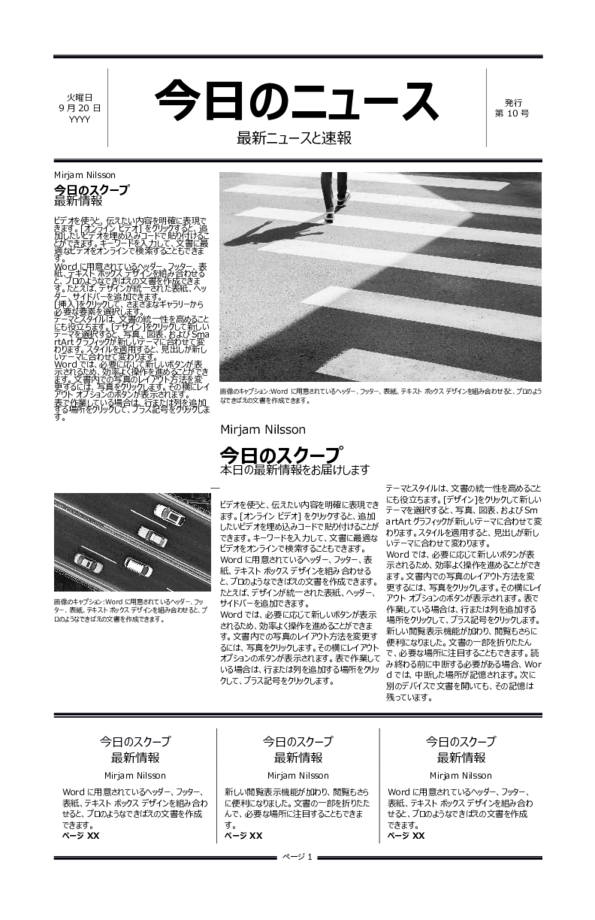 火曜日
9 月 20 日
YYYY
今日のニュース
最新ニュースと速報
発行
第 10 号
Mirjam Nilsson
今日のスクープ
最新情報
ビデオを使うと、伝えたい内容を明確に表現で
きます。[オンライン ビデオ] をクリックすると、追
加したいビデオを埋め込みコードで貼り付けるこ
とができます。キーワードを入力して、文書に最
適なビデオをオンラインで検索することもできま
す。
Word に用意されているヘッダー、フッター、表
紙、テキスト ボックス デザインを組み合わせる
と、プロのようなできばえの文書を作成できま
す。たとえば、デザインが統一された表紙、ヘッ
ダー、サイドバーを追加できます。
[挿入]をクリックして、さまざまなギャラリーから
必要な要素を選択します。
テーマとスタイルは、文書の統一性を高めること
にも役立ちます。[デザイン]をクリックして新しい
テーマを選択すると、写真、図表、および Sma
rtArt グラフィックが新しいテーマに合わせて変
わります。スタイルを適用すると、見出しが新し
いテーマに合わせて変わります。
Word では、必要に応じて新しいボタンが表
示されるため、効率よく操作を進めることができ
ます。文書内での写真のレイアウト方法を変
更するには、写真をクリックします。その横にレイ
アウト オプションのボタンが表示されます。
表で作業している場合は、行または列を追加
する場所をクリックして、プラス記号をクリックしま
す。
画像のキャプション:Word に用意されているヘッダー、フッター、表紙、テキスト ボックス デザインを組み合わせると、プロのよう
なできばえの文書を作成できます。
Mirjam Nilsson
今日のスクープ
本日の最新情報をお届けします
画像のキャプション:Word に用意されているヘッダー、フッ
ター、表紙、テキスト ボックス デザインを組み合わせると、プ
ロのようなできばえの文書を作成できます。
ビデオを使うと、伝えたい内容を明確に表現でき
ます。[オンライン ビデオ] をクリックすると、追加
したいビデオを埋め込みコードで貼り付けることが
できます。キーワードを入力して、文書に最適な
ビデオをオンラインで検索することもできます。
Word に用意されているヘッダー、フッター、表
紙、テキスト ボックス デザインを組み合わせる
と、プロのようなできばえの文書を作成できます。
たとえば、デザインが統一された表紙、ヘッダー、
サイドバーを追加できます。
Word では、必要に応じて新しいボタンが表示
されるため、効率よく操作を進めることができま
す。文書内での写真のレイアウト方法を変更す
るには、写真をクリックします。その横にレイアウト
オプションのボタンが表示されます。表で作業して
いる場合は、行または列を追加する場所をクリッ
クして、プラス記号をクリックします。
テーマとスタイルは、文書の統一性を高めること
にも役立ちます。[デザイン]をクリックして新しい
テーマを選択すると、写真、図表、および Sm
artArt グラフィックが新しいテーマに合わせて変
わります。スタイルを適用すると、見出しが新し
いテーマに合わせて変わります。
Word では、必要に応じて新しいボタンが表
示されるため、効率よく操作を進めることができ
ます。文書内での写真のレイアウト方法を変
更するには、写真をクリックします。その横にレイ
アウト オプションのボタンが表示されます。表で
作業している場合は、行または列を追加する
場所をクリックして、プラス記号をクリックします。
新しい閲覧表示機能が加わり、閲覧もさらに
便利になりました。文書の一部を折りたたん
で、必要な場所に注目することもできます。読
み終わる前に中断する必要がある場合、Wor
d では、中断した場所が記憶されます。次に
別のデバイスで文書を開いても、その記憶は
残っています。
今日のスクープ
最新情報
Mirjam Nilsson
Word に用意されているヘッダー、フッター、
表紙、テキスト ボックス デザインを組み合わ
せると、プロのようなできばえの文書を作成
できます。
ページ XX
今日のスクープ
最新情報
Mirjam Nilsson
新しい閲覧表示機能が加わり、閲覧もさら
に便利になりました。文書の一部を折りたた
んで、必要な場所に注目することもできま
す。
ページ XX
今日のスクープ
最新情報
Mirjam Nilsson
Word に用意されているヘッダー、フッター、
表紙、テキスト ボックス デザインを組み合わ
せると、プロのようなできばえの文書を作成
できます。
ページ XX
ページ 1